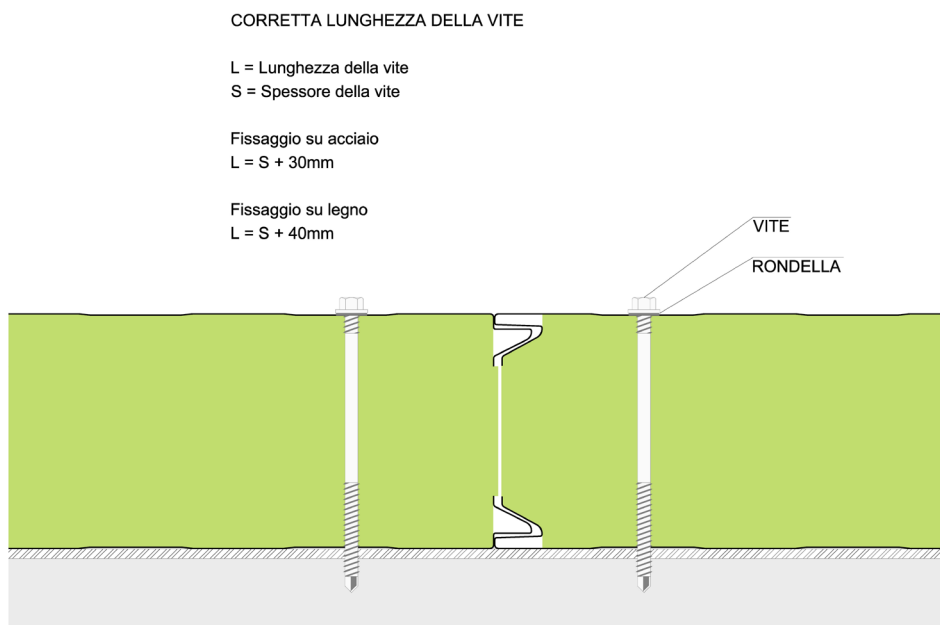 CORRETTA LUNGHEZZA DELLA VITE
L = Lunghezza della vite
S = Spessore della vite
Fissaggio su acciaio
L = S + 30mm
Fissaggio su legno
L = S + 40mm
VITE
RONDELLA